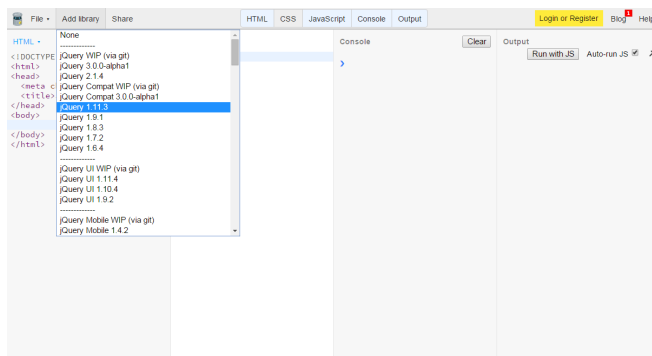 File Add library Share HTML CSS JavaScript Console Output Login or Register Blog 1 Help
HTML
Console Clear Output
Run with JS Auto-run JS
<!DOCTYPE
<html>
<head>
<meta c
<title>
</head>
<body>
</body>
</html>
None
-------------
jQuery WIP (via git)
jQuery 3.0.0-alpha1
jQuery 2.1.4
jQuery Compat WIP (via git)
jQuery Compat 3.0.0-alpha1
jQuery 1.11.3
jQuery 1.9.1
jQuery 1.8.3
jQuery 1.7.2
jQuery 1.6.4
-------------
jQuery UI WIP (via git)
jQuery UI 1.11.4
jQuery UI 1.10.4
jQuery UI 1.9.2
-------------
jQuery Mobile WIP (via git)
jQuery Mobile 1.4.2